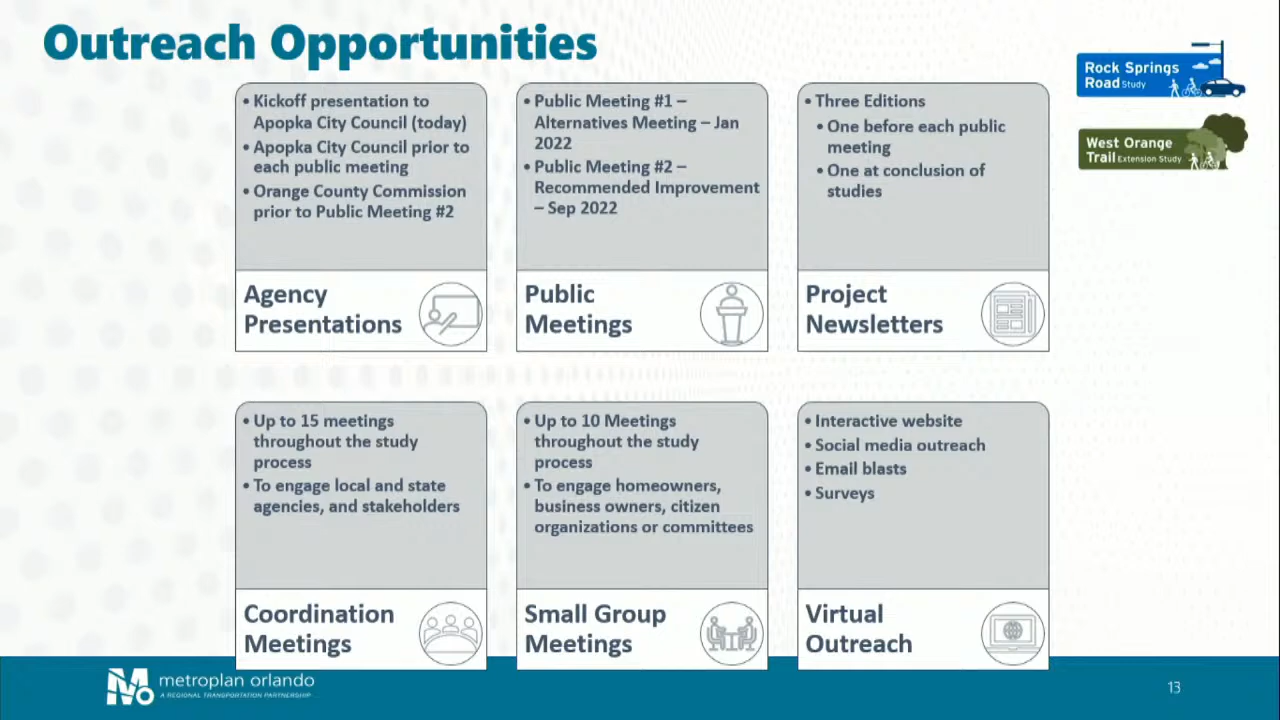 Outreach Opportunities
Rock Springs
Road Study
West Orange
Trail Extension Study
• Kickoff presentation to
Apopka City Council (today)
• Apopka City Council prior to
each public meeting
• Orange County Commission
prior to Public Meeting #2
Agency
Presentations
• Public Meeting #1 –
Alternatives Meeting – Jan
2022
• Public Meeting #2 –
Recommended Improvement
– Sep 2022
Public
Meetings
• Three Editions
• One before each public
meeting
• One at conclusion of
studies
Project
Newsletters
• Up to 15 meetings
throughout the study
process
• To engage local and state
agencies, and stakeholders
Coordination
Meetings
• Up to 10 Meetings
throughout the study
process
• To engage homeowners,
business owners, citizen
organizations or committees
Small Group
Meetings
• Interactive website
• Social media outreach
• Email blasts
• Surveys
Virtual
Outreach
metroplan orlando
A REGIONAL TRANSPORTATION PARTNERSHIP
13